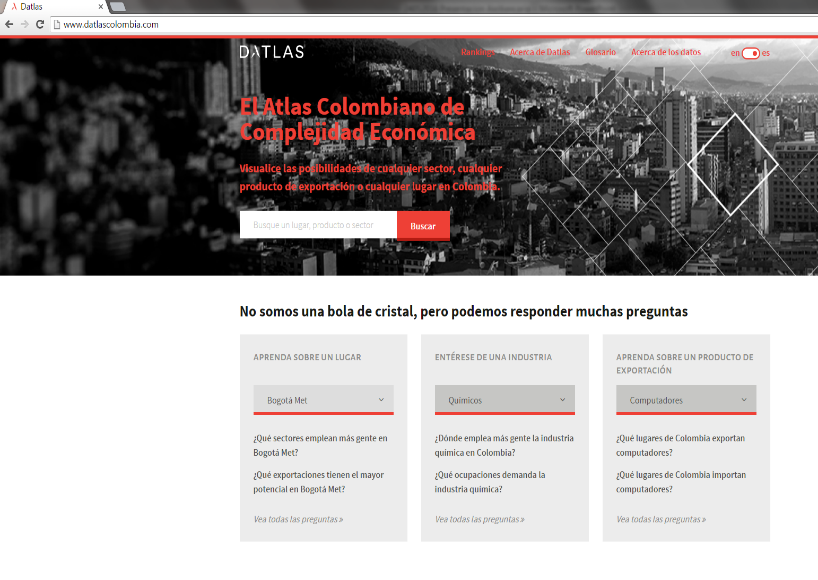 Datlas
www.datlascolombia.com
DATLAS
Rankings Acerca de Datlas Glosario Acerca de los datos en es
El Atlas Colombiano de
Complejidad Económica
Visualice las posibilidades de cualquier sector, cualquier
producto de exportación o cualquier lugar en Colombia.
Busque un lugar, producto o sector Buscar
No somos una bola de cristal, pero podemos responder muchas preguntas
APRENDA SOBRE UN LUGAR
Bogotá Met
¿Qué sectores emplean más gente en
Bogotá Met?
¿Qué exportaciones tienen el mayor
potencial en Bogotá Met?
Vea todas las preguntas »
ENTÉRESE DE UNA INDUSTRIA
Químicos
¿Dónde emplea más gente la industria
química en Colombia?
¿Qué ocupaciones demanda la
industria química?
Vea todas las preguntas »
APRENDA SOBRE UN PRODUCTO DE
EXPORTACIÓN
Computadores
¿Qué lugares de Colombia exportan
computadores?
¿Qué lugares de Colombia importan
computadores?
Vea todas las preguntas »